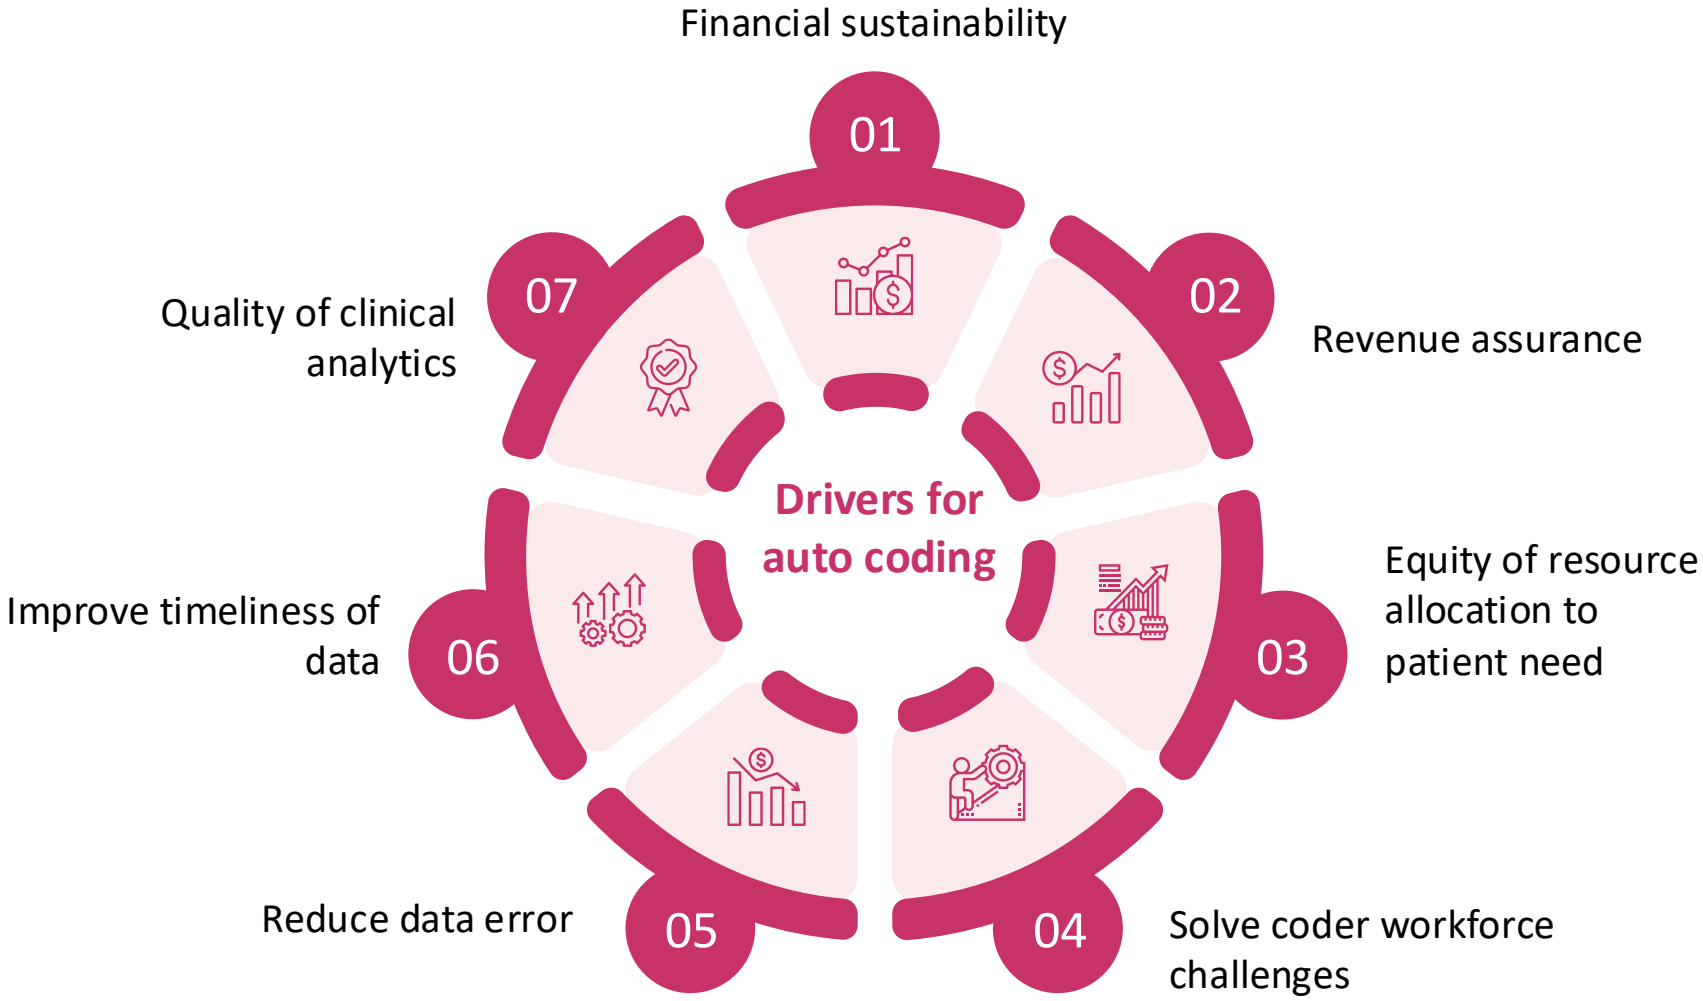 Financial sustainability
01
02
Revenue assurance
03
Equity of resource
allocation to
patient need
04
Solve coder workforce
challenges
05
Reduce data error
06
Improve timeliness of
data
07
Quality of clinical
analytics
Drivers for
auto coding
$
$
$
$